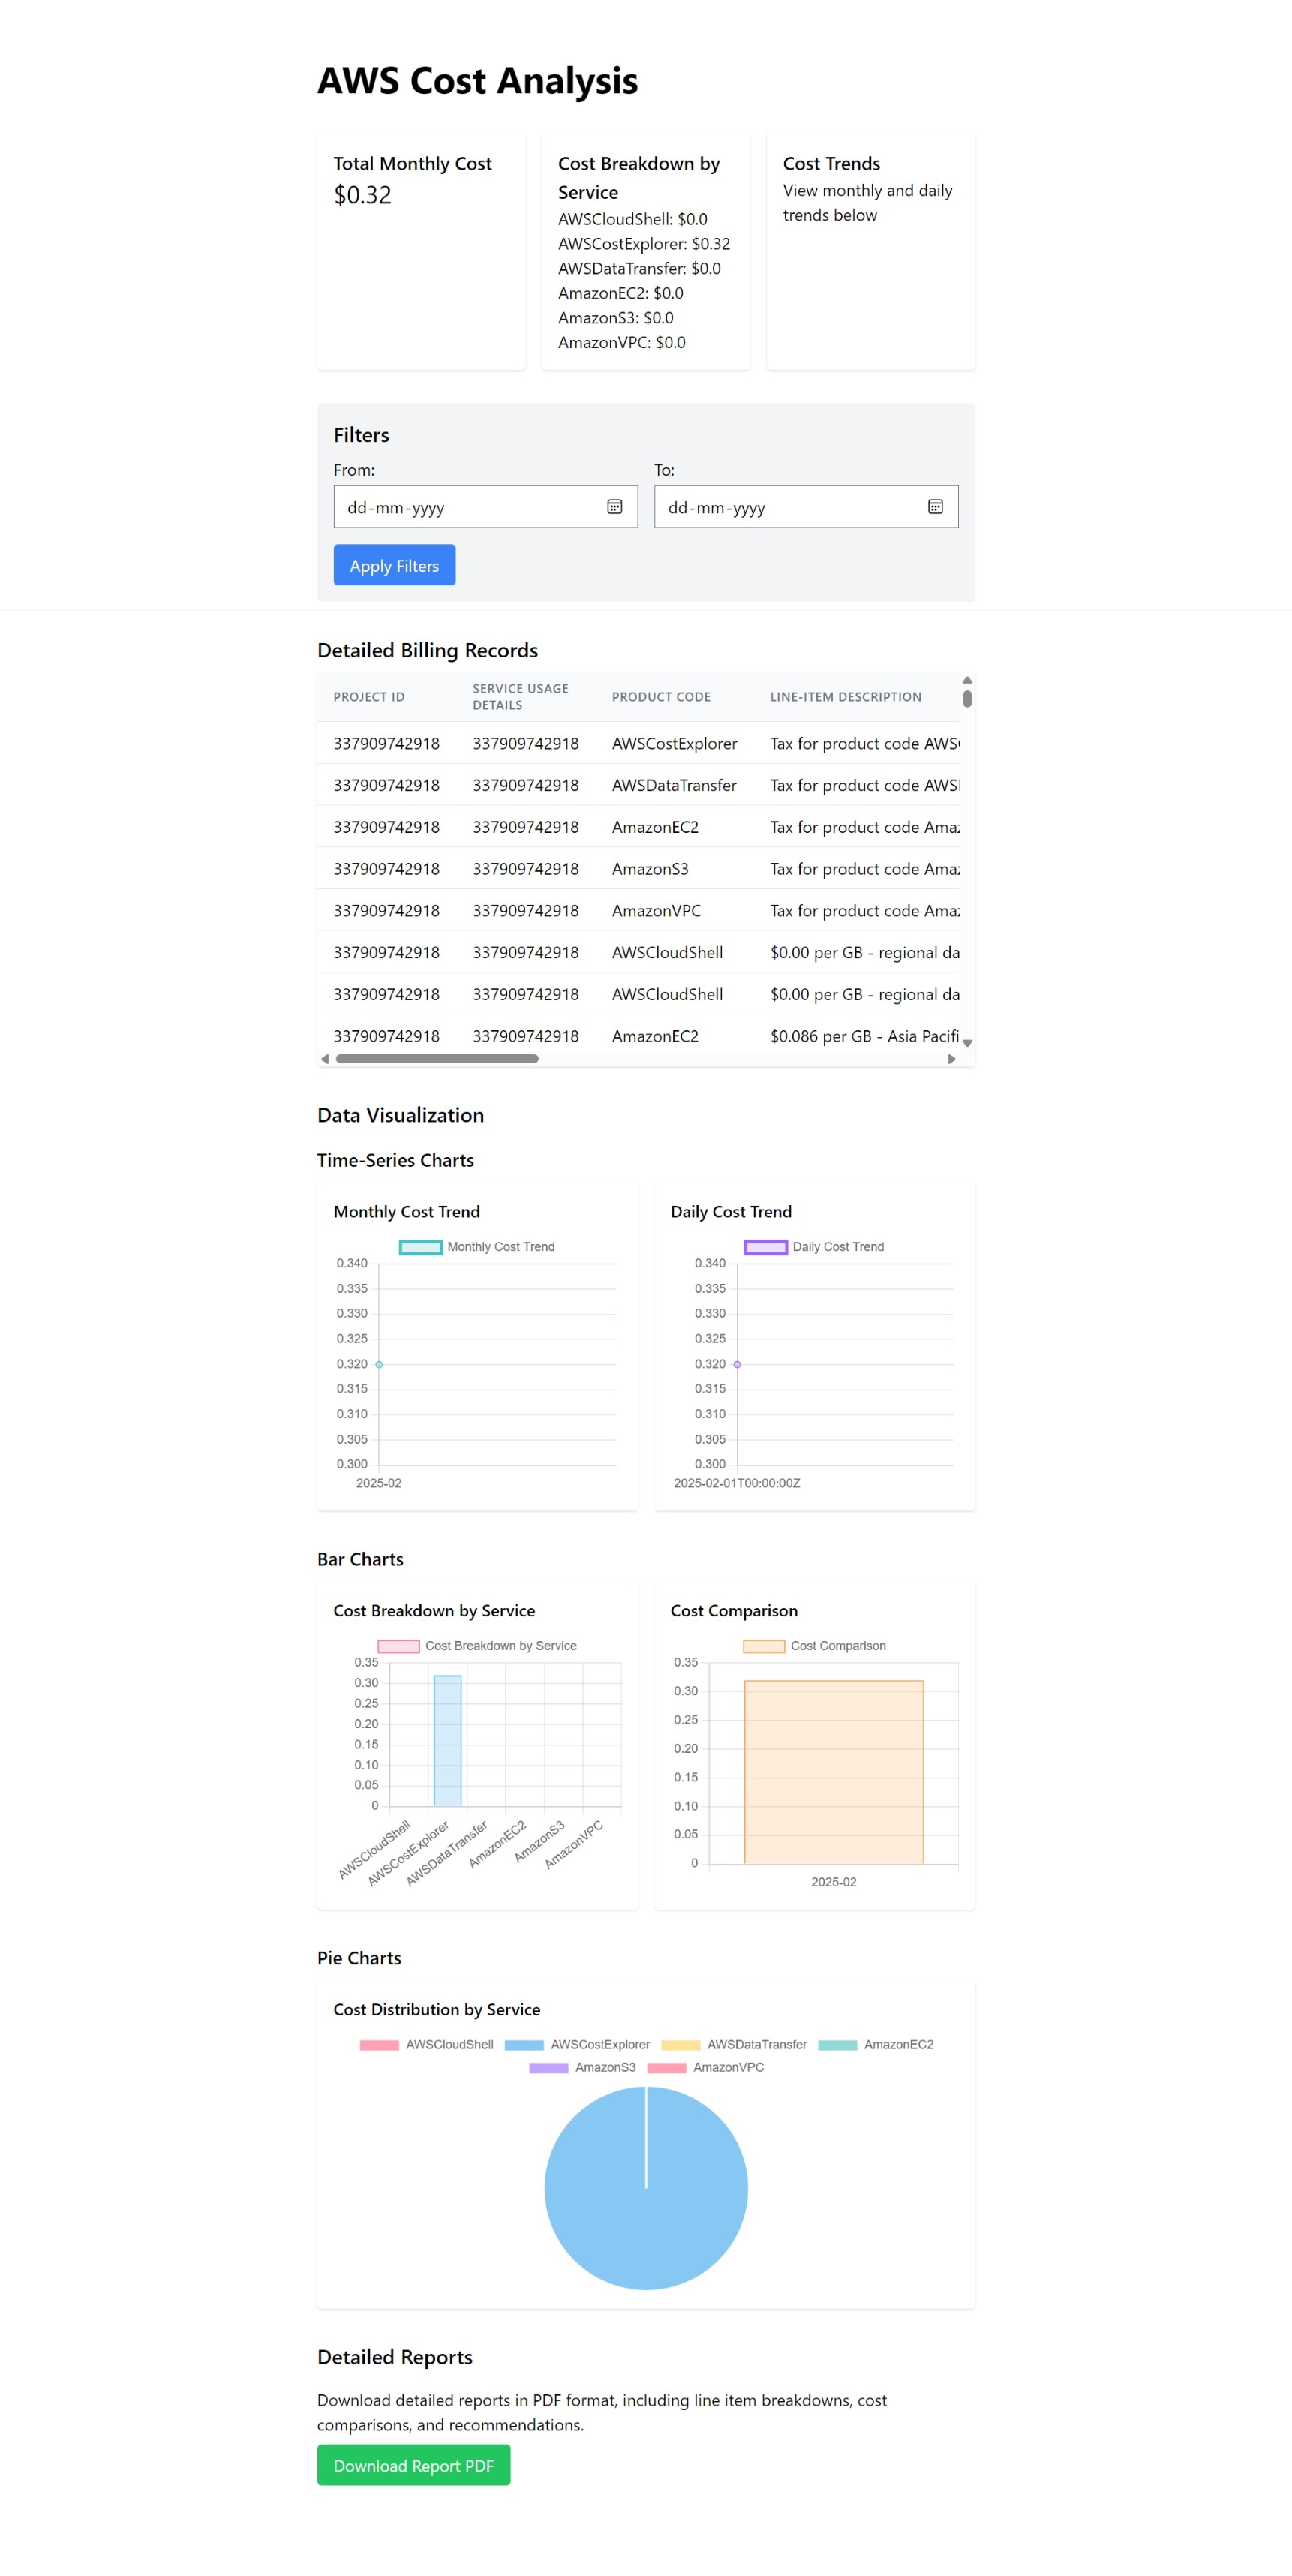 AWS Cost Analysis
Total Monthly Cost
$0.32
Cost Breakdown by
Service
AWSCloudShell: $0.0
AWSCostExplorer: $0.32
AWSDataTransfer: $0.0
AmazonEC2: $0.0
AmazonS3: $0.0
AmazonVPC: $0.0
Cost Trends
View monthly and daily
trends below
Filters
From:
To:
dd-mm-yyyy
dd-mm-yyyy
Apply Filters
Detailed Billing Records
PROJECT ID SERVICE USAGE DETAILS PRODUCT CODE LINE-ITEM DESCRIPTION
337909742918 337909742918 AWSCostExplorer Tax for product code AWS
337909742918 337909742918 AWSDataTransfer Tax for product code AWS
337909742918 337909742918 AmazonEC2 Tax for product code Ama
337909742918 337909742918 AmazonS3 Tax for product code Ama
337909742918 337909742918 AmazonVPC Tax for product code Ama
337909742918 337909742918 AWSCloudShell $0.00 per GB - regional da
337909742918 337909742918 AWSCloudShell $0.00 per GB - regional da
337909742918 337909742918 AmazonEC2 $0.086 per GB - Asia Pacifi
Data Visualization
Time-Series Charts
Monthly Cost Trend
Monthly Cost Trend
0.340
0.335
0.330
0.325
0.320
0.315
0.310
0.305
0.300
2025-02
Daily Cost Trend
Daily Cost Trend
0.340
0.335
0.330
0.325
0.320
0.315
0.310
0.305
0.300
2025-02-01T00:00:00Z
Bar Charts
Cost Breakdown by Service
Cost Breakdown by Service
0.35
0.30
0.25
0.20
0.15
0.10
0.05
0
AWSCloudShell
AWSCostExplorer
AWSDataTransfer
AmazonEC2
AmazonS3
AmazonVPC
Cost Comparison
Cost Comparison
0.35
0.30
0.25
0.20
0.15
0.10
0.05
0
2025-02
Pie Charts
Cost Distribution by Service
AWSCloudShell AWSCostExplorer AWSDataTransfer AmazonEC2
AmazonS3 AmazonVPC
Detailed Reports
Download detailed reports in PDF format, including line item breakdowns, cost
comparisons, and recommendations.
Download Report PDF